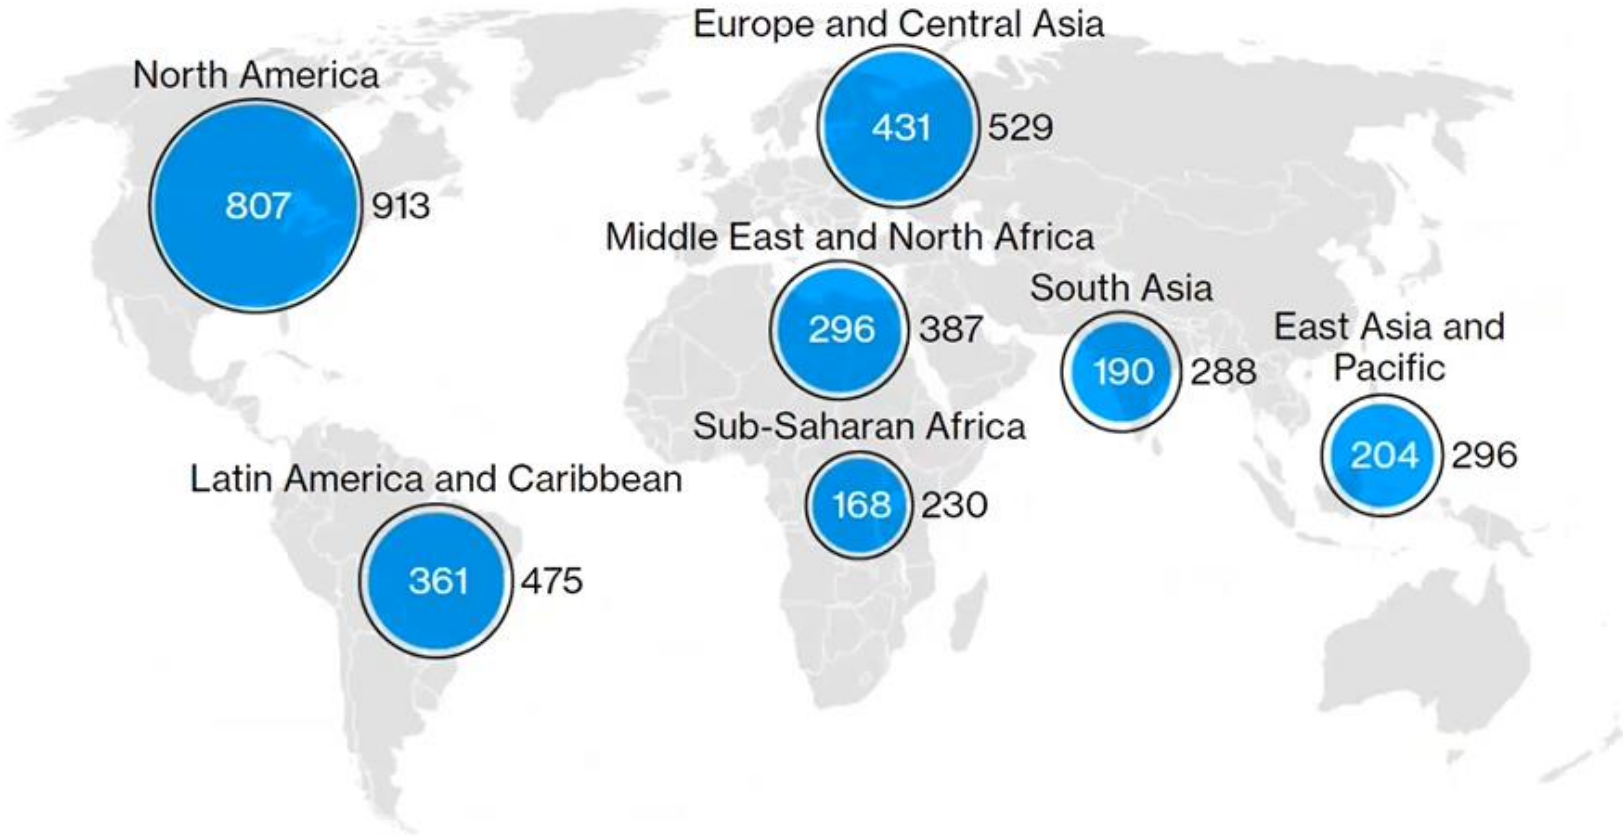 Europe and Central Asia
431 529
North America
807 913
Middle East and North Africa
296 387
South Asia
190 288
East Asia and
Pacific
204 296
Sub-Saharan Africa
168 230
Latin America and Caribbean
361 475